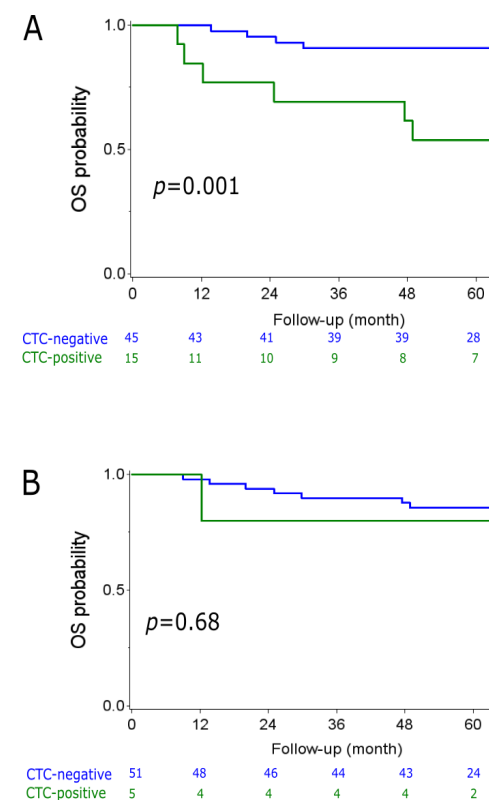 A
1.0
OS probability
0.5
p=0.001
0.0
0 12 24 36 48 60
Follow-up (month)
CTC-negative 45 43 41 39 39 28
CTC-positive 15 11 10 9 8 7
B
1.0
OS probability
0.5
p=0.68
0.0
0 12 24 36 48 60
Follow-up (month)
CTC-negative 51 48 46 44 43 24
CTC-positive 5 4 4 4 4 2